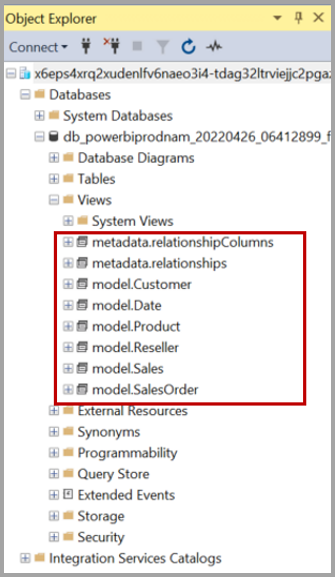 Object Explorer
Connect
x6eps4xrq2xudenlfv6naeo3i4-tdag32ltrviejjc2pgaz
Databases
System Databases
db_powerbiprodnam_20220426_06412899_f
Database Diagrams
Tables
Views
System Views
metadata.relationshipColumns
metadata.relationships
model.Customer
model.Date
model.Product
model.Reseller
model.Sales
model.SalesOrder
External Resources
Synonyms
Programmability
Query Store
Extended Events
Storage
Security
Integration Services Catalogs